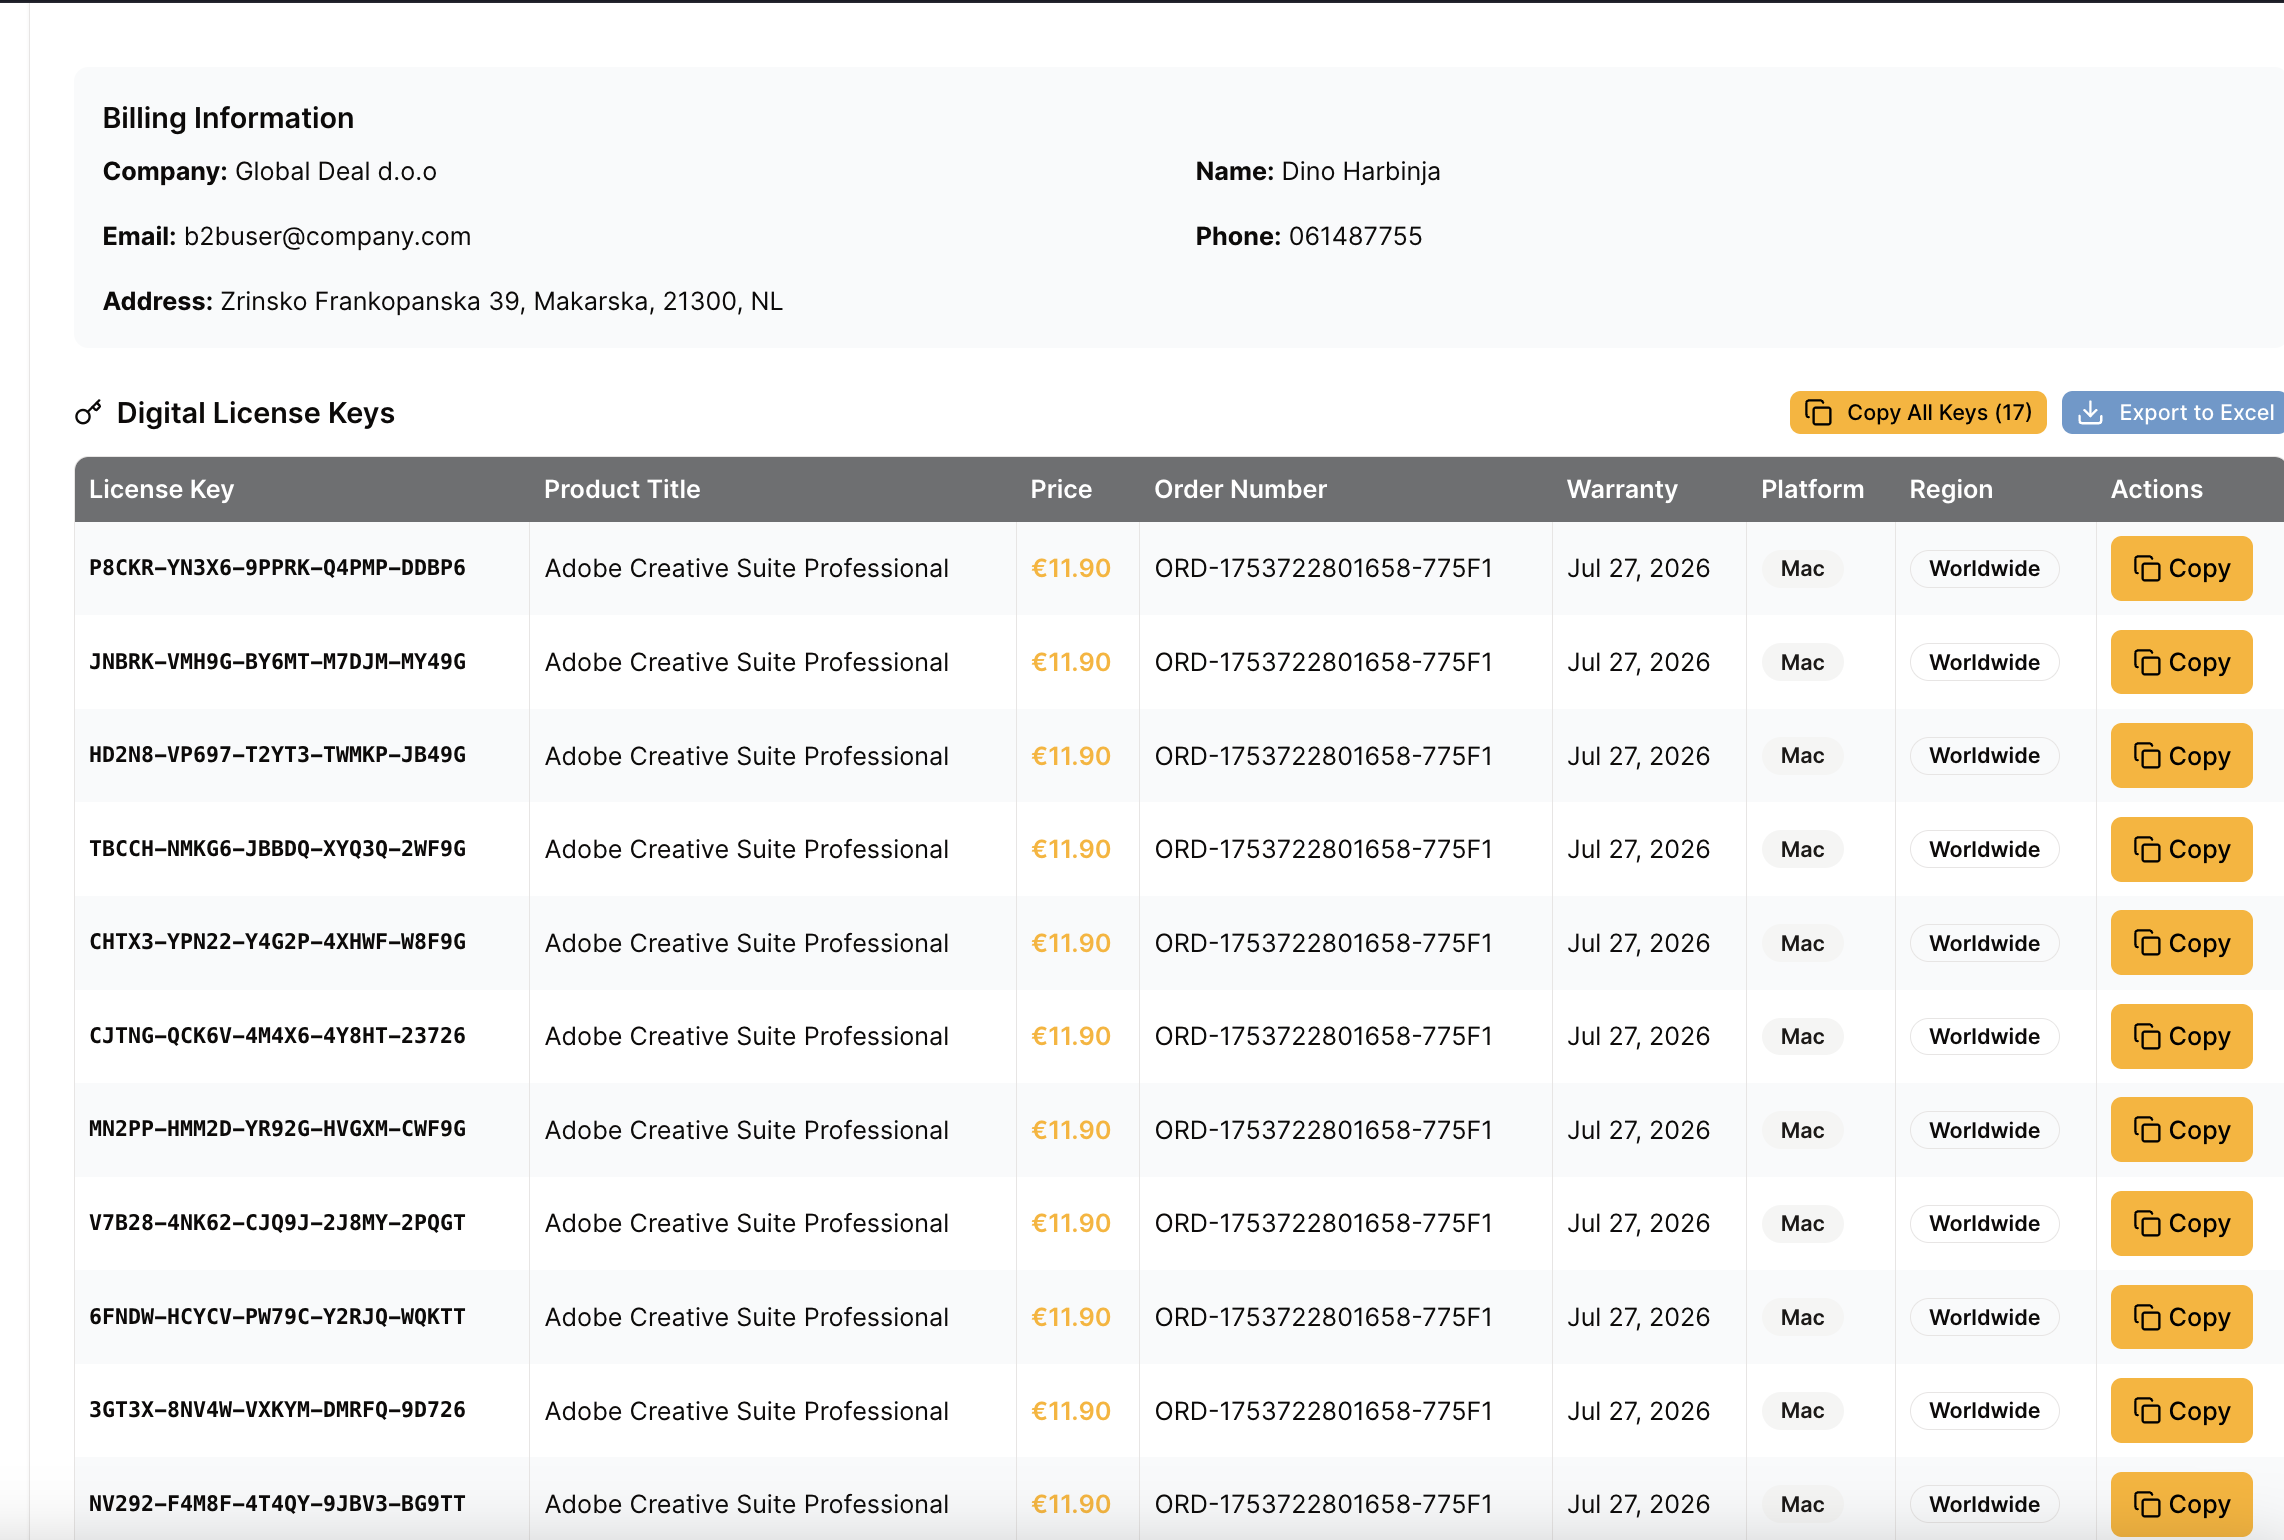 Billing Information
Company: Global Deal d.o.o
Name: Dino Harbinja
Email: b2buser@company.com
Phone: 061487755
Address: Zrinsko Frankopanska 39, Makarska, 21300, NL
Digital License Keys
Copy All Keys (17)
Export to Excel
License Key Product Title Price Order Number Warranty Platform Region Actions
P8CKR-YN3X6-9PPRK-Q4PMP-DDBP6 Adobe Creative Suite Professional €11.90 ORD-1753722801658-775F1 Jul 27, 2026 Mac Worldwide Copy
JNBRK-VMH9G-BY6MT-M7DJM-MY49G Adobe Creative Suite Professional €11.90 ORD-1753722801658-775F1 Jul 27, 2026 Mac Worldwide Copy
HD2N8-VP697-T2YT3-TWMKP-JB49G Adobe Creative Suite Professional €11.90 ORD-1753722801658-775F1 Jul 27, 2026 Mac Worldwide Copy
TBCCH-NMKG6-JBBDQ-XYQ3Q-2WF9G Adobe Creative Suite Professional €11.90 ORD-1753722801658-775F1 Jul 27, 2026 Mac Worldwide Copy
CHTX3-YPN22-Y4G2P-4XHWF-W8F9G Adobe Creative Suite Professional €11.90 ORD-1753722801658-775F1 Jul 27, 2026 Mac Worldwide Copy
CJTNG-QCK6V-4M4X6-4Y8HT-23726 Adobe Creative Suite Professional €11.90 ORD-1753722801658-775F1 Jul 27, 2026 Mac Worldwide Copy
MN2PP-HMM2D-YR92G-HVGXM-CWF9G Adobe Creative Suite Professional €11.90 ORD-1753722801658-775F1 Jul 27, 2026 Mac Worldwide Copy
V7B28-4NK62-CJQ9J-2J8MY-2PQGT Adobe Creative Suite Professional €11.90 ORD-1753722801658-775F1 Jul 27, 2026 Mac Worldwide Copy
6FNDW-HCYCV-PW79C-Y2RJQ-WQKTT Adobe Creative Suite Professional €11.90 ORD-1753722801658-775F1 Jul 27, 2026 Mac Worldwide Copy
3GT3X-8NV4W-VXKYM-DMRFQ-9D726 Adobe Creative Suite Professional €11.90 ORD-1753722801658-775F1 Jul 27, 2026 Mac Worldwide Copy
NV292-F4M8F-4T4QY-9JBV3-BG9TT Adobe Creative Suite Professional €11.90 ORD-1753722801658-775F1 Jul 27, 2026 Mac Worldwide Copy